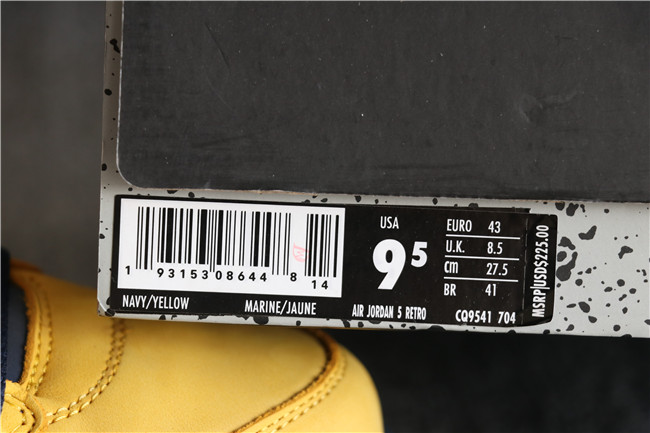 1 93153 08644 8 14
NAVY/YELLOW MARINE/JAUNE
USA
9 5
AIR JORDAN 5 RETRO
EURO 43
U.K. 8.5
Cm 27.5
BR 41
CQ9541 704
MSRP|USD$225.00